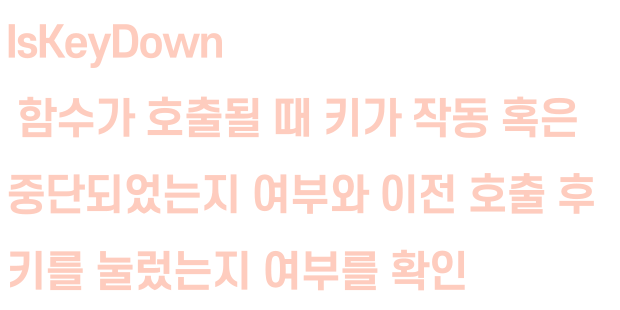 IsKeyDown
함수가 호출될 때 키가 작동 혹은
중단되었는지 여부와 이전 호출 후
키를 눌렀는지 여부를 확인